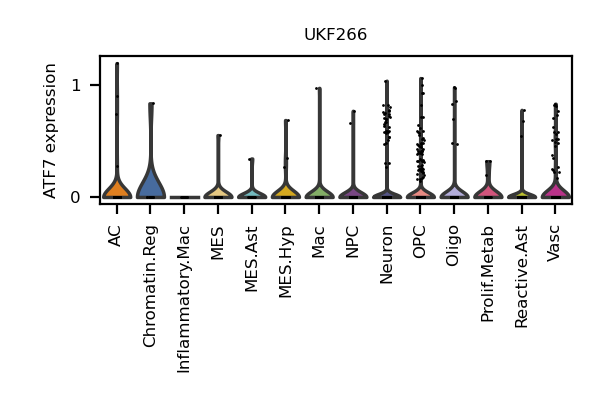 UKF266
ATF7 expression
1
0
AC
Chromatin.Reg
Inflammatory.Mac
MES
MES.Ast
MES.Hyp
Mac
NPC
Neuron
OPC
Oligo
Prolif.Metab
Reactive.Ast
Vasc